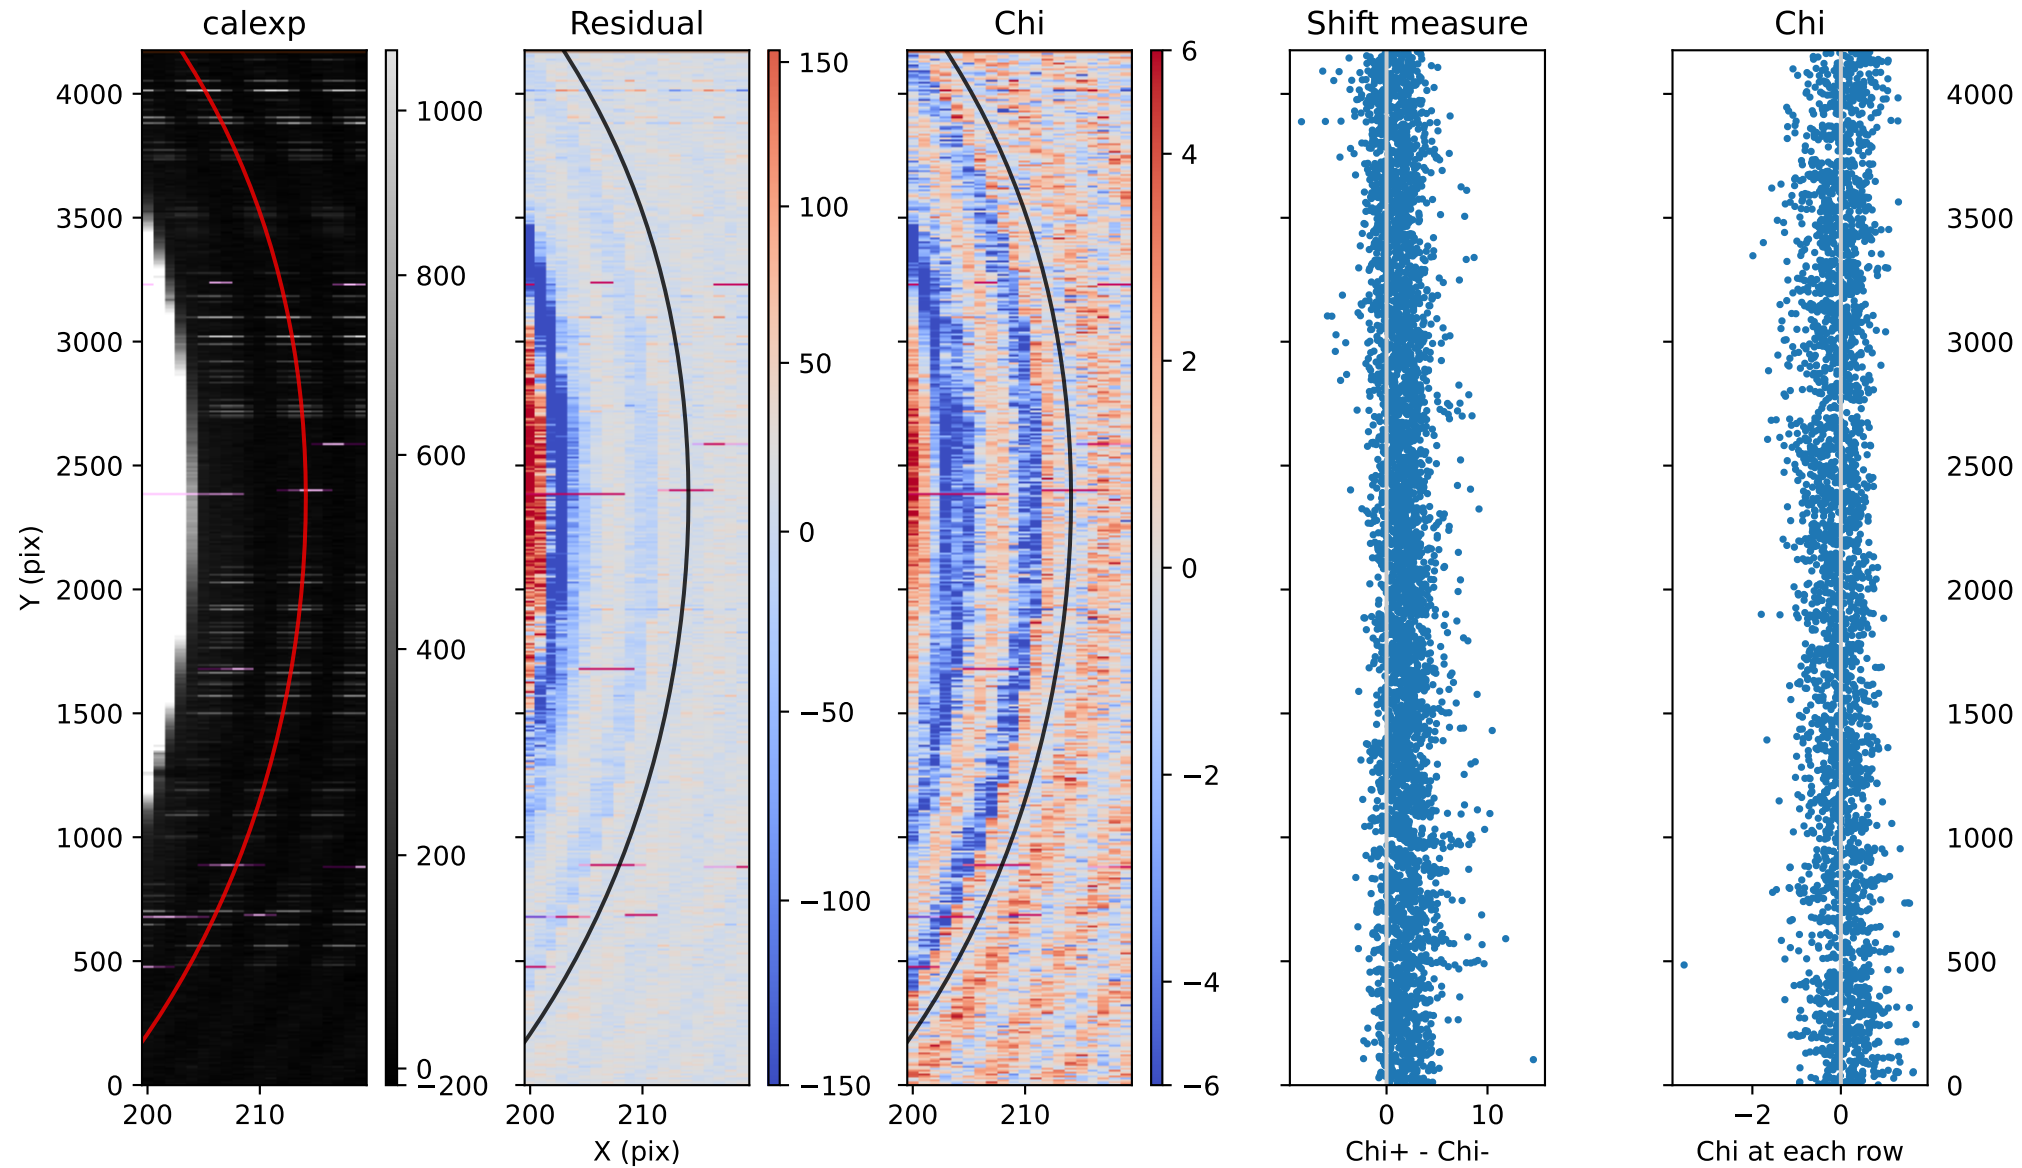 calexp Residual Chi Shift measure Chi
4000 1000 150 6 4000
3500 800 100 4 3500
3000 600 50 2 3000
2500 400 0 0 2500
2000 200 −50 −2 2000
1500 0 −100 −4 1500
1000 −200 −150 −6 1000
500 500
0 0
Y (pix)
200 210 200 210 200 210 0 10 −2 0
X (pix) Chi+ - Chi- Chi at each row